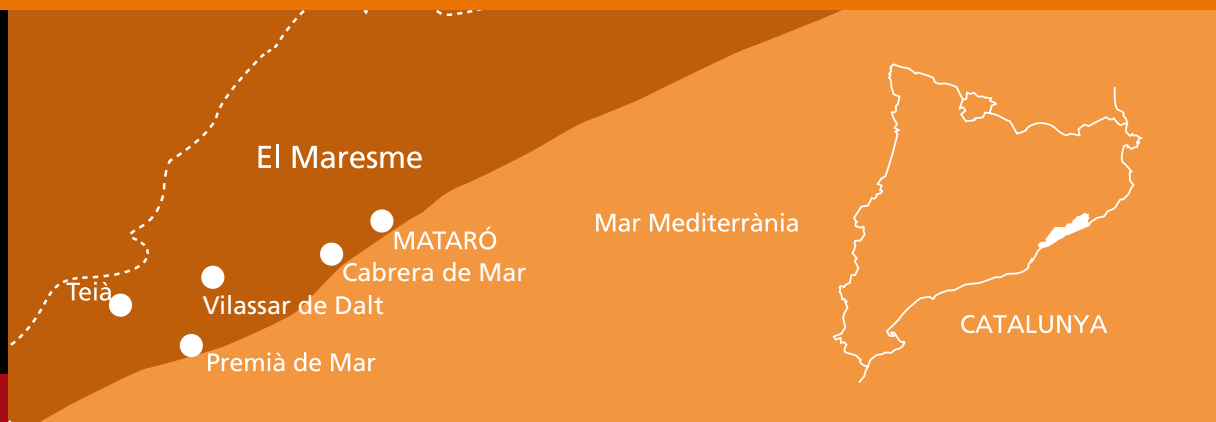 El Maresme
MATARÓ
Mar Mediterrània
Cabrera de Mar
Teià
Vilassar de Dalt
Premià de Mar
CATALUNYA